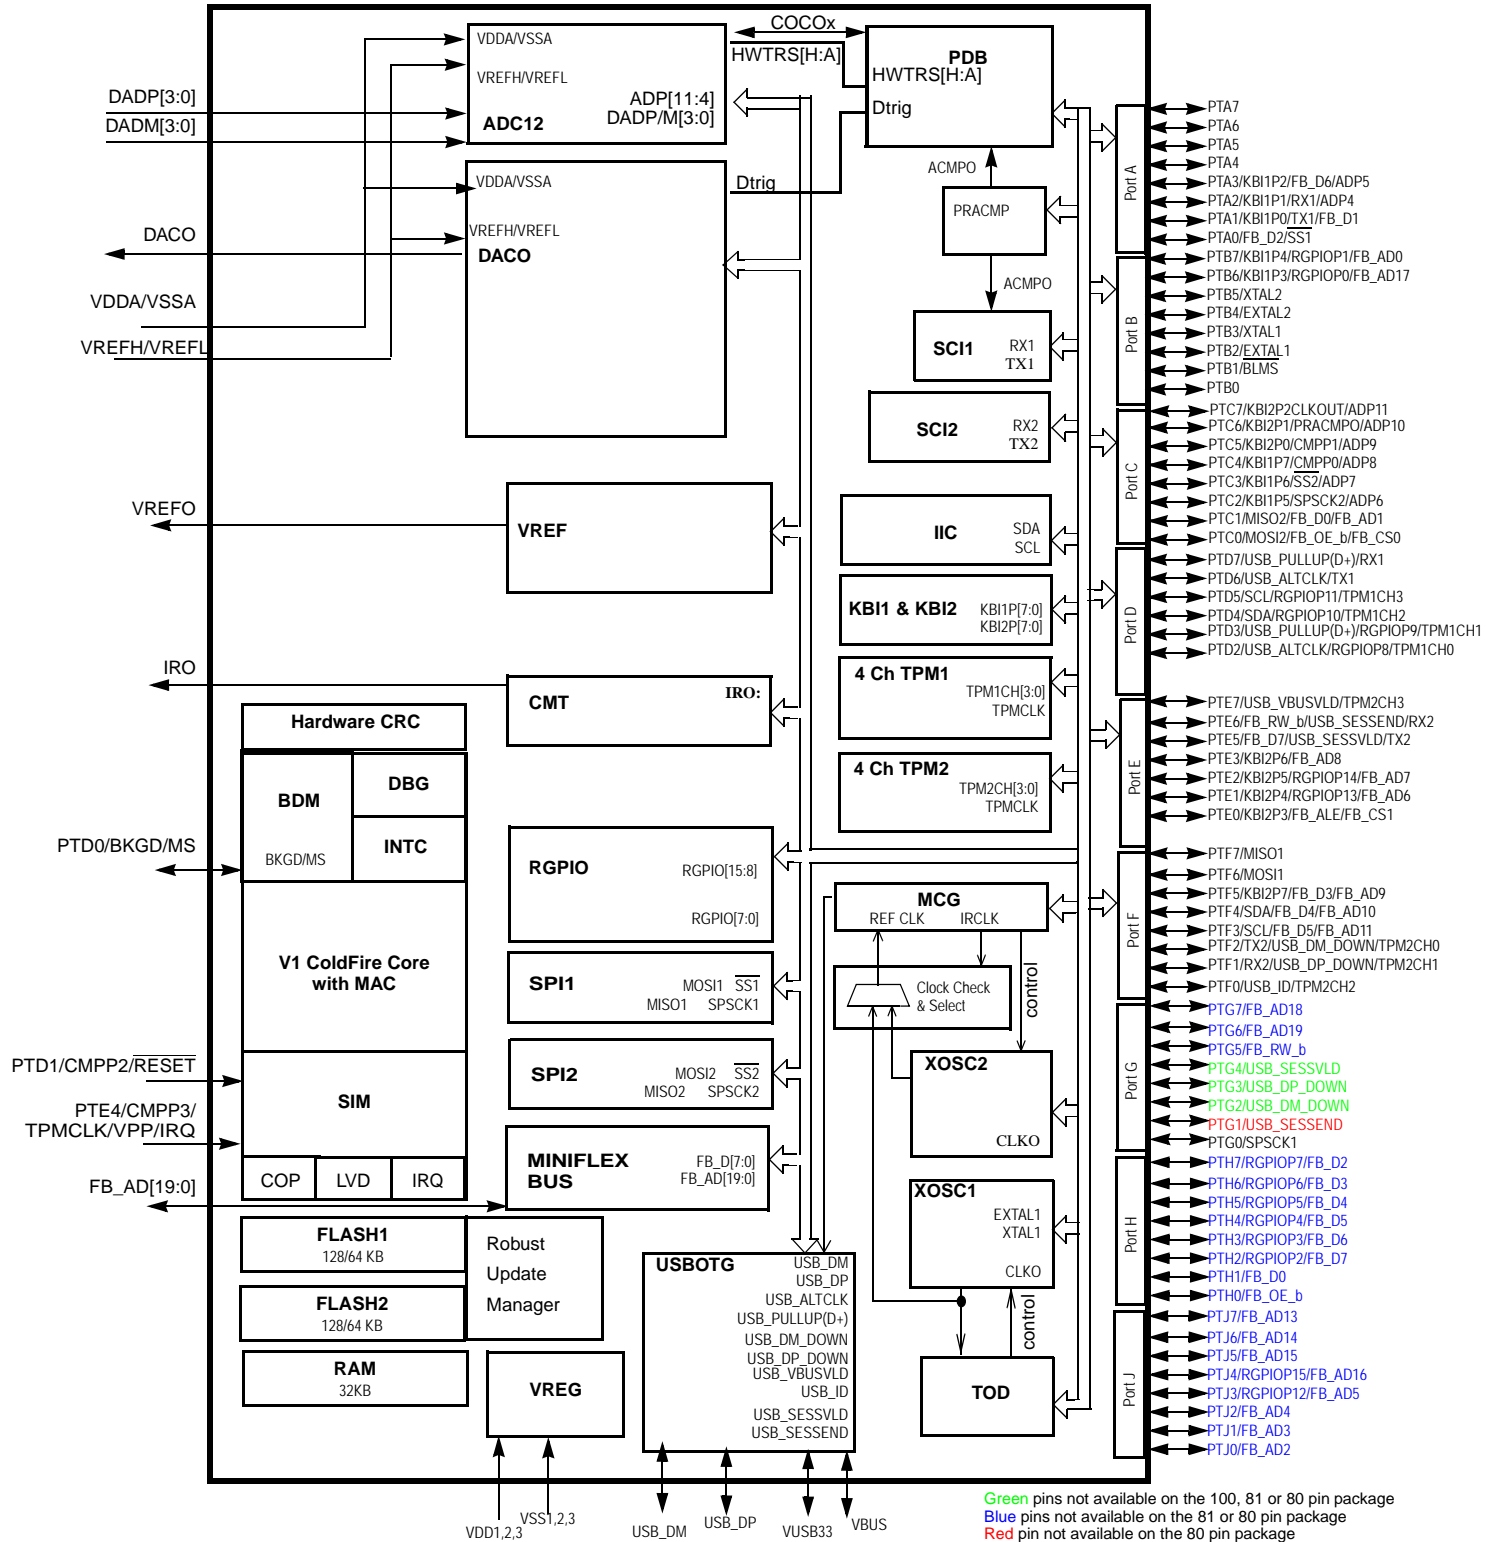 COCOx
VDDA/VSSA
HWTRS[H:A]
PDB
VREFH/VREFL
HWTRS[H:A]
DADP[3:0]
ADP[11:4]
DADP/M[3:0]
Dtrig
DADM[3:0]
ADC12
VDDA/VSSA
Dtrig
ACMPO
PRACMP
DACO
VREFH/VREFL
DACO
VDDA/VSSA
ACMPO
VREFH/VREFL
SCI1
RX1
TX1
SCI2
RX2
TX2
VREFO
VREF
IIC
SDA
SCL
KBI1 & KBI2
KBI1P[7:0]
KBI2P[7:0]
IRO
CMT
IRO:
4 Ch TPM1
TPM1CH[3:0]
TPMCLK
4 Ch TPM2
TPM2CH[3:0]
TPMCLK
Hardware CRC
BDM
DBG
INTC
BKGD/MS
PTD0/BKGD/MS
RGPIO
RGPIO[15:8]
RGPIO[7:0]
MCG
REF CLK
IRCLK
V1 ColdFire Core
with MAC
SPI1
MOSI1 SS1
MISO1 SPSCK1
Clock Check
& Select
control
PTD1/CMPP2/RESET
SIM
SPI2
MOSI2 SS2
MISO2 SPSCK2
XOSC2
CLKO
PTE4/CMPP3/
TPMCLK/VPP/IRQ
COP
LVD
IRQ
FB_AD[19:0]
MINIFLEX
BUS
FB_D[7:0]
FB_AD[19:0]
XOSC1
EXTAL1
XTAL1
CLKO
FLASH1
128/64 KB
FLASH2
128/64 KB
Robust
Update
Manager
RAM
32KB
VREG
USBOTG
USB_DM
USB_DP
USB_ALTCLK
USB_PULLUP(D+)
USB_DM_DOWN
USB_DP_DOWN
USB_VBUSVLD
USB_ID
USB_SESSVLD
USB_SESSEND
control
TOD
VDD1,2,3
VSS1,2,3
USB_DM
USB_DP
VUSB33
VBUS
Port A
PTA7
PTA6
PTA5
PTA4
PTA3/KBI1P2/FB_D6/ADP5
PTA2/KBI1P1/RX1/ADP4
PTA1/KBI1P0/TX1/FB_D1
PTA0/FB_D2/SS1
Port B
PTB7/KBI1P4/RGPIOP1/FB_AD0
PTB6/KBI1P3/RGPIOP0/FB_AD17
PTB5/XTAL2
PTB4/EXTAL2
PTB3/XTAL1
PTB2/EXTAL1
PTB1/BLMS
PTB0
Port C
PTC7/KBI2P2CLKOUT/ADP11
PTC6/KBI2P1/PRACMPO/ADP10
PTC5/KBI2P0/CMPP1/ADP9
PTC4/KBI1P7/CMPP0/ADP8
PTC3/KBI1P6/SS2/ADP7
PTC2/KBI1P5/SPSCK2/ADP6
PTC1/MISO2/FB_D0/FB_AD1
PTC0/MOSI2/FB_OE_b/FB_CS0
Port D
PTD7/USB_PULLUP(D+)/RX1
PTD6/USB_ALTCLK/TX1
PTD5/SCL/RGPIOP11/TPM1CH3
PTD4/SDA/RGPIOP10/TPM1CH2
PTD3/USB_PULLUP(D+)/RGPIOP9/TPM1CH1
PTD2/USB_ALTCLK/RGPIOP8/TPM1CH0
Port E
PTE7/USB_VBUSVLD/TPM2CH3
PTE6/FB_RW_b/USB_SESSEND/RX2
PTE5/FB_D7/USB_SESSVLD/TX2
PTE3/KBI2P6/FB_AD8
PTE2/KBI2P5/RGPIOP14/FB_AD7
PTE1/KBI2P4/RGPIOP13/FB_AD6
PTE0/KBI2P3/FB_ALE/FB_CS1
Port F
PTF7/MISO1
PTF6/MOSI1
PTF5/KBI2P7/FB_D3/FB_AD9
PTF4/SDA/FB_D4/FB_AD10
PTF3/SCL/FB_D5/FB_AD11
PTF2/TX2/USB_DM_DOWN/TPM2CH0
PTF1/RX2/USB_DP_DOWN/TPM2CH1
PTF0/USB_ID/TPM2CH2
Port G
PTG7/FB_AD18
PTG6/FB_AD19
PTG5/FB_RW_b
PTG4/USB_SESSVLD
PTG3/USB_DP_DOWN
PTG2/USB_DM_DOWN
PTG1/USB_SESSEND
PTG0/SPSCK1
Port H
PTH7/RGPIOP7/FB_D2
PTH6/RGPIOP6/FB_D3
PTH5/RGPIOP5/FB_D4
PTH4/RGPIOP4/FB_D5
PTH3/RGPIOP3/FB_D6
PTH2/RGPIOP2/FB_D7
PTH1/FB_D0
PTH0/FB_OE_b
Port J
PTJ7/FB_AD13
PTJ6/FB_AD14
PTJ5/FB_AD15
PTJ4/RGPIOP15/FB_AD16
PTJ3/RGPIOP12/FB_AD5
PTJ2/FB_AD4
PTJ1/FB_AD3
PTJ0/FB_AD2
Green pins not available on the 100, 81 or 80 pin package
Blue pins not available on the 81 or 80 pin package
Red pin not available on the 80 pin package